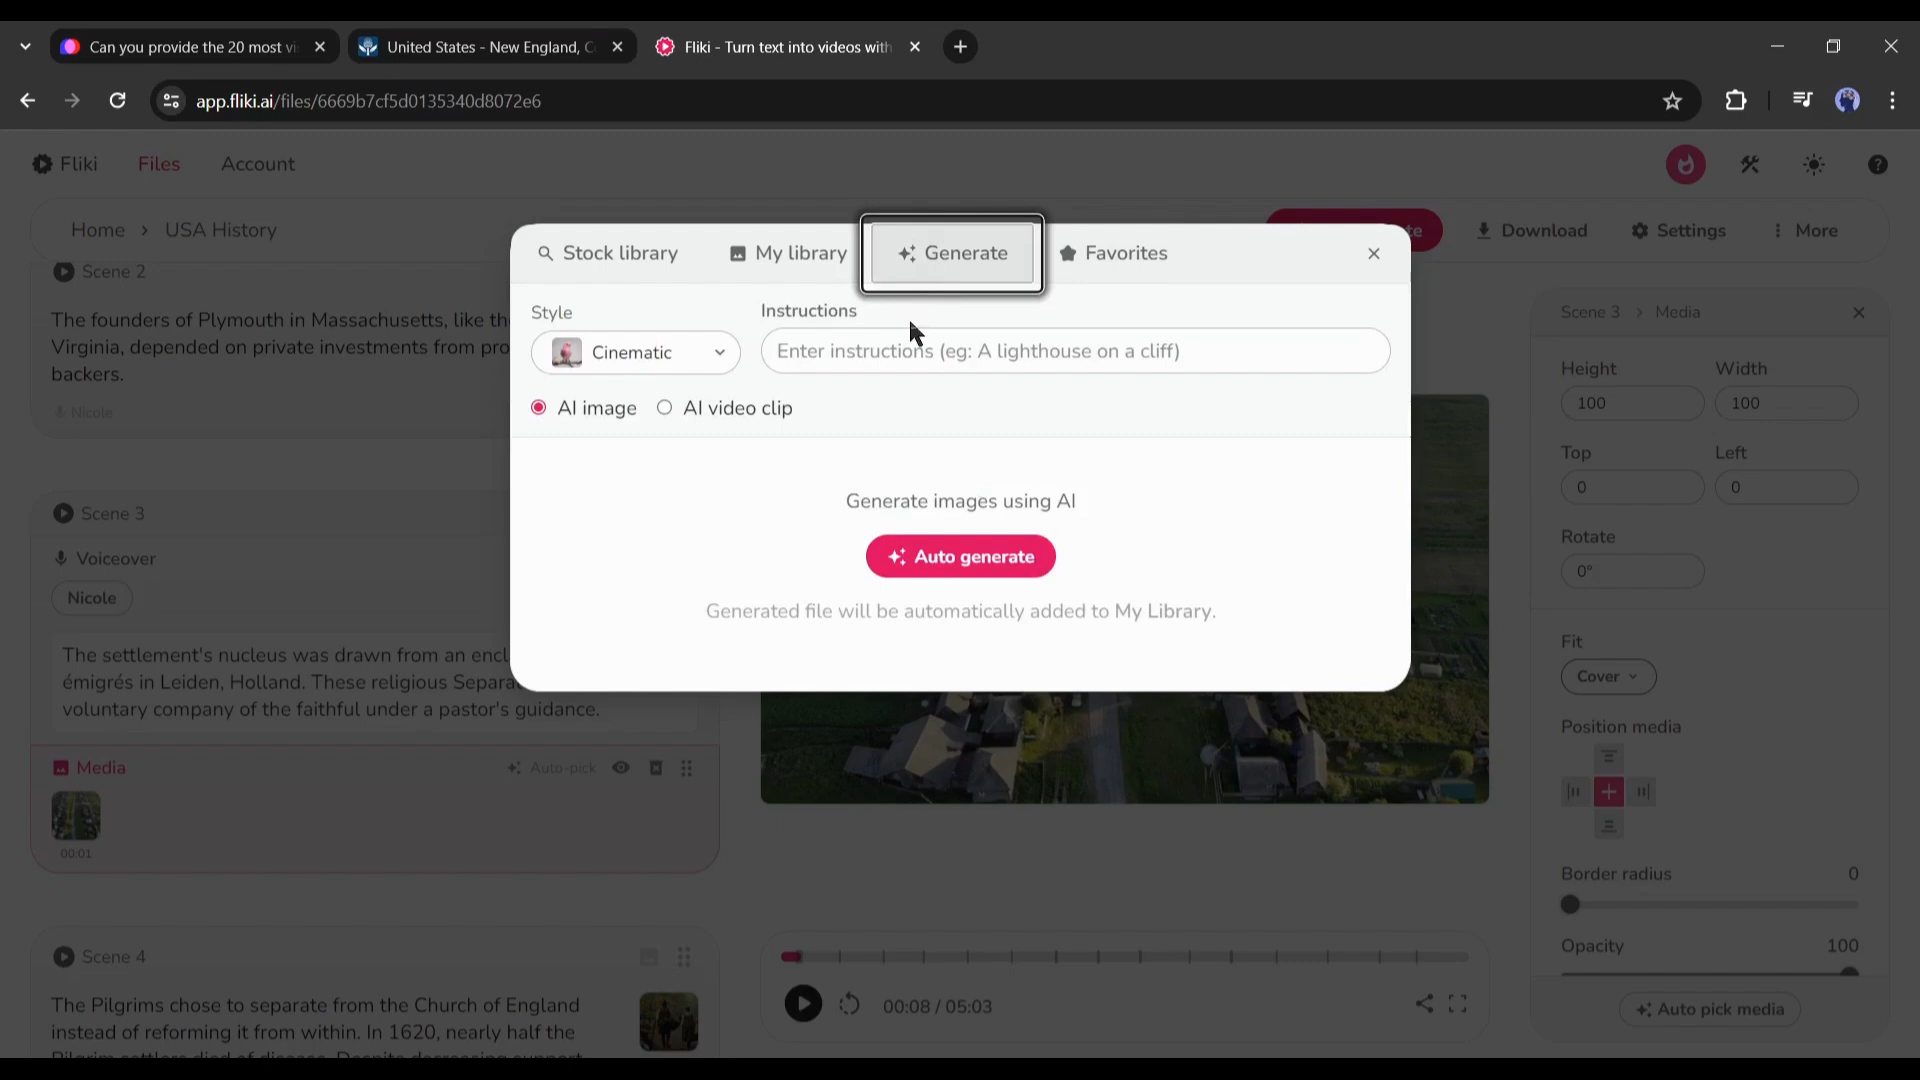 Can you provide the 20 most vi
United States - New England, C
Fliki - Turn text into videos with
app.fliki.ai/files/6669b7cf5d0135340d8072e6
Fliki
Files
Account
Home > USA History
Download
Settings
More
Stock library
My library
Generate
Favorites
Style
Cinematic
Instructions
Enter instructions (eg: A lighthouse on a cliff)
AI image
AI video clip
Generate images using AI
Auto generate
Generated file will be automatically added to My Library.
Scene 2
The founders of Plymouth in Massachusetts, like th
Virginia, depended on private investments from pro
backers.
Nicole
Scene 3
Voiceover
Nicole
The settlement's nucleus was drawn from an encl
émigrés in Leiden, Holland. These religious Separa
voluntary company of the faithful under a pastor's guidance.
Media
Auto-pick
00:01
Scene 4
The Pilgrims chose to separate from the Church of England
instead of reforming it from within. In 1620, nearly half the
00:08 / 05:03
Scene 3 > Media
Height
Width
100
100
Top
Left
0
0
Rotate
0°
Fit
Cover
Position media
Border radius
0
Opacity
100
Auto pick media